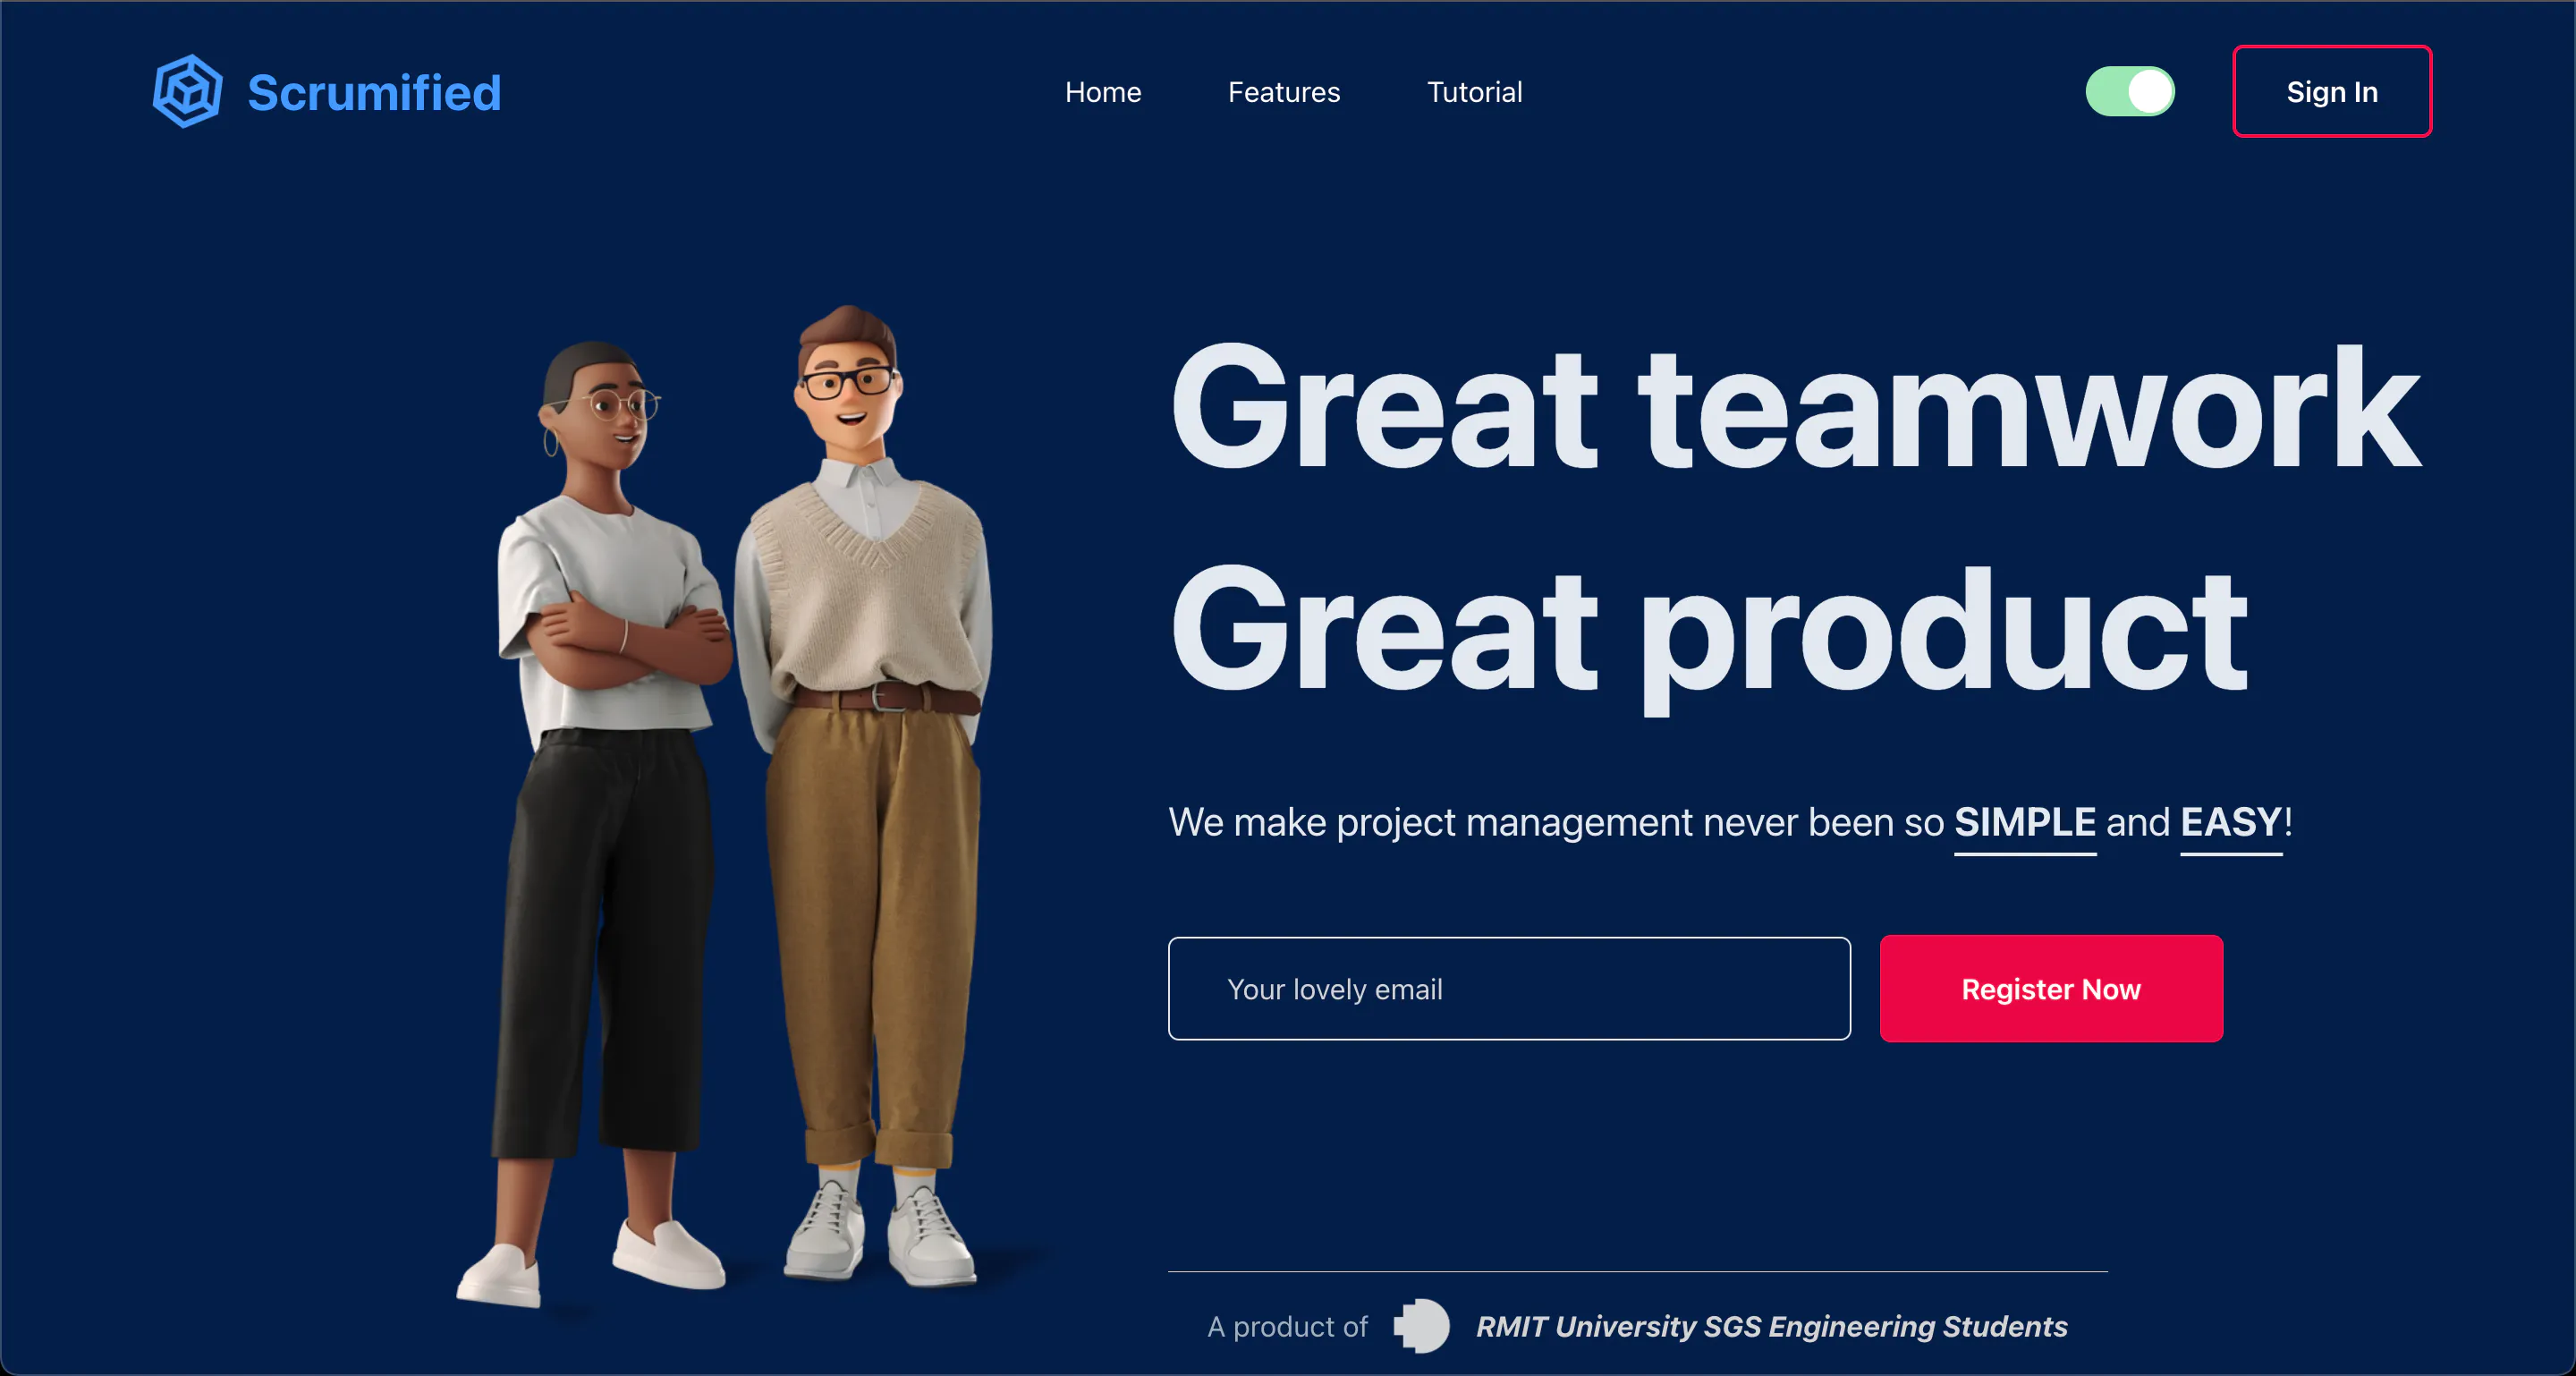 Scrumified
Home
Features
Tutorial
Sign In
Great teamwork
Great product
We make project management never been so SIMPLE and EASY!
Your lovely email
Register Now
A product of
RMIT University SGS Engineering Students